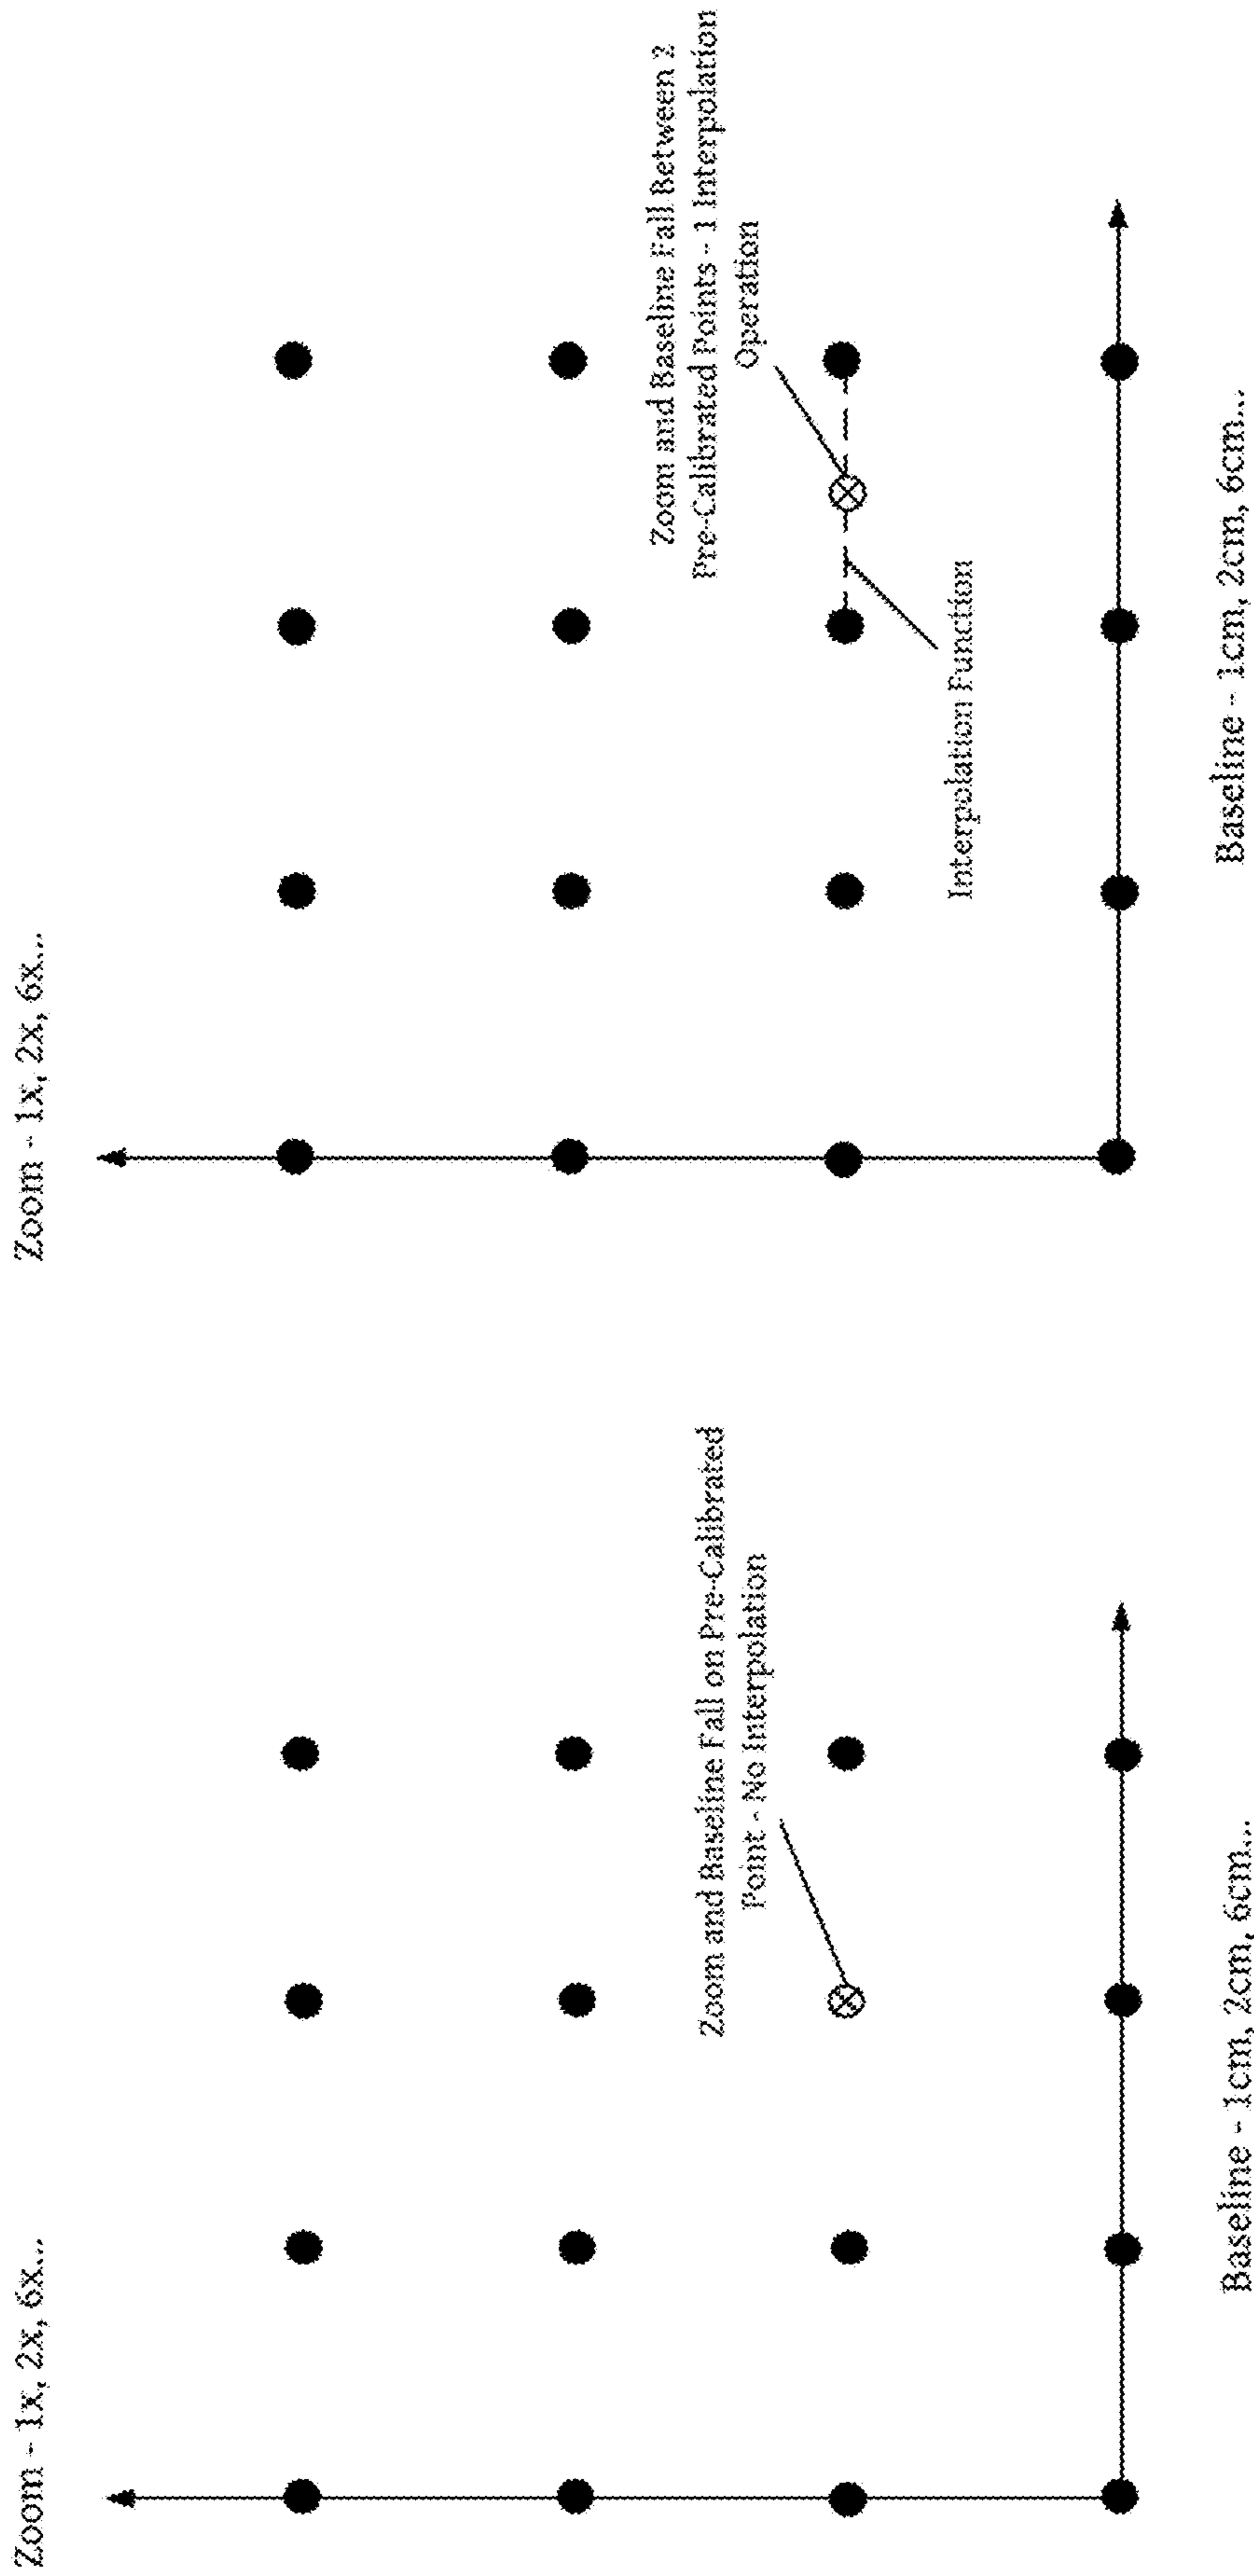 Zoom - 1x, 2x, 6x...
Zoom and Baseline Fall on Pre-Calibrated
Point - No Interpolation
Baseline - 1cm, 2cm, 6cm...
Zoom - 1x, 2x, 6x...
Zoom and Baseline Fall Between 2
Pre-Calibrated Points - 1 Interpolation
Operation
Interpolation Function
Baseline - 1cm, 2cm, 6cm...